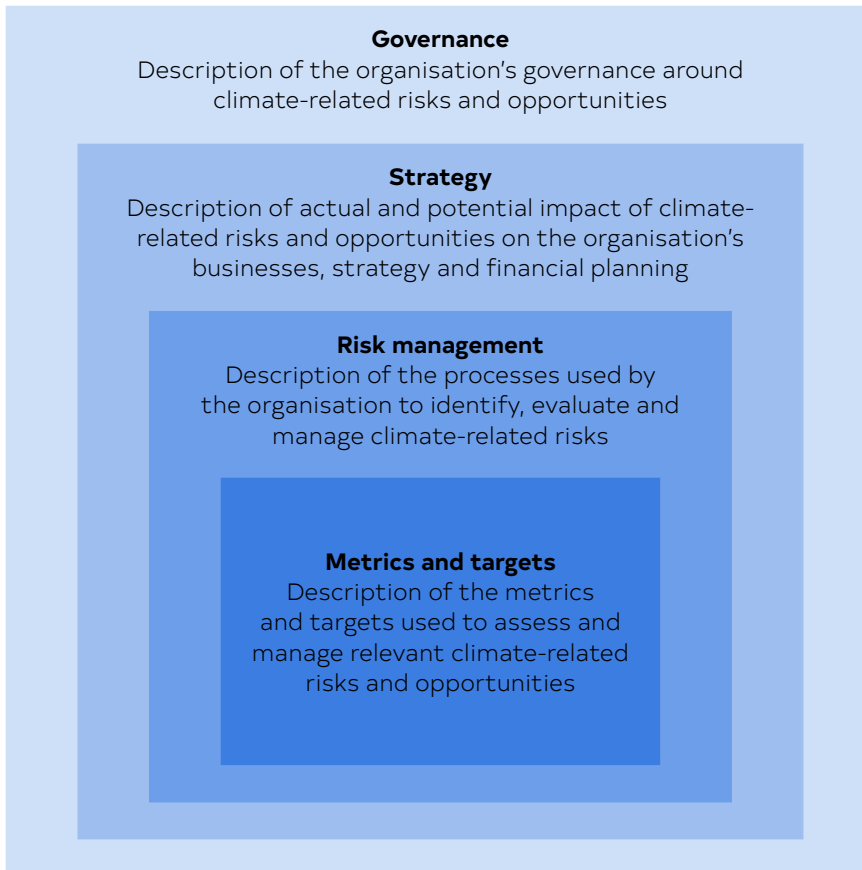 Governance
Description of the organisation's governance around
climate-related risks and opportunities
Strategy
Description of actual and potential impact of climate-
related risks and opportunities on the organisation's
businesses, strategy and financial planning
Risk management
Description of the processes used by
the organisation to identify, evaluate and
manage climate-related risks
Metrics and targets
Description of the metrics
and targets used to assess and
manage relevant climate-related
risks and opportunities